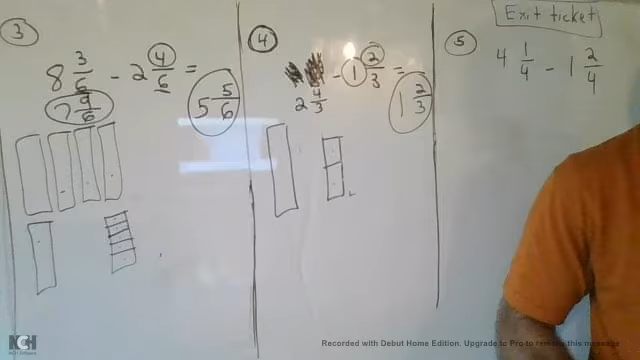 3
8 3/6 - 2 4/6 =
7 9/6
5 5/6
4
- 1 2/3 =
2 4/3
1 2/3
5
Exit ticket
4 1/4 - 1 2/4
NCH
Recorded with Debut Home Edition. Upgrade to Pro to remove this message